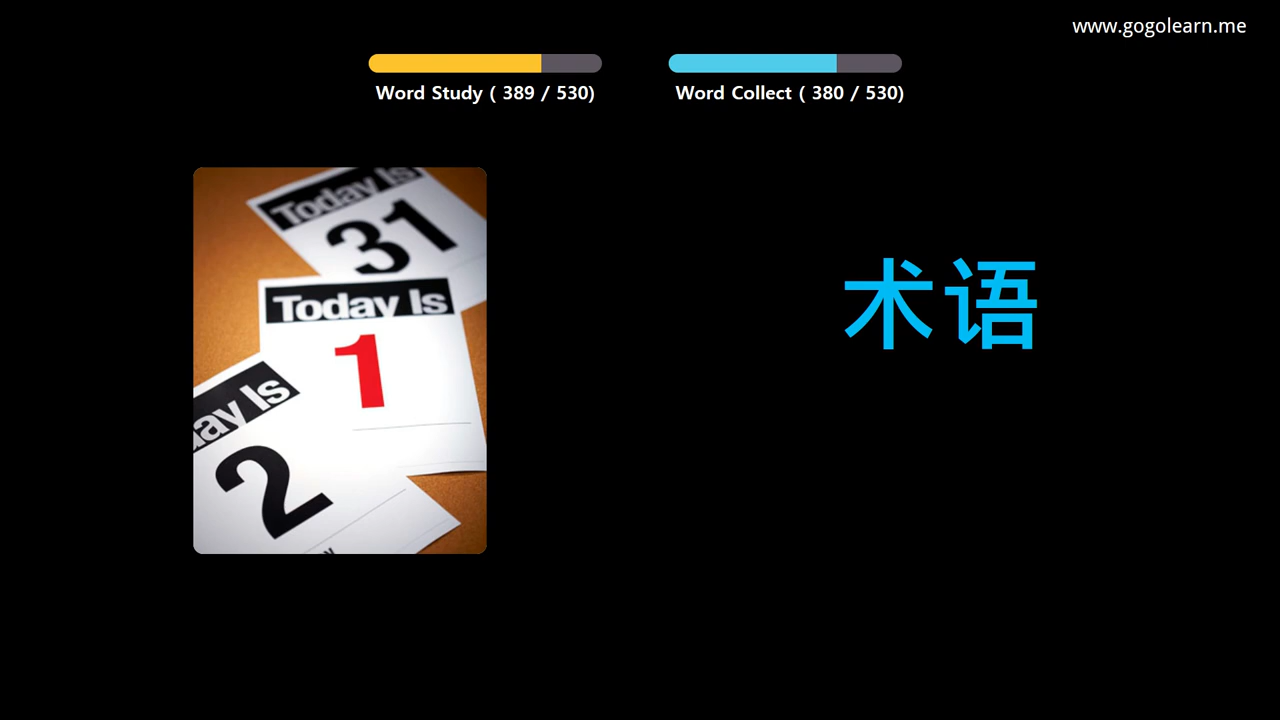 www.gogolearn.me
Word Study ( 389 / 530)
Word Collect ( 380 / 530)
Today Is
31
Today Is
1
day Is
2
术语